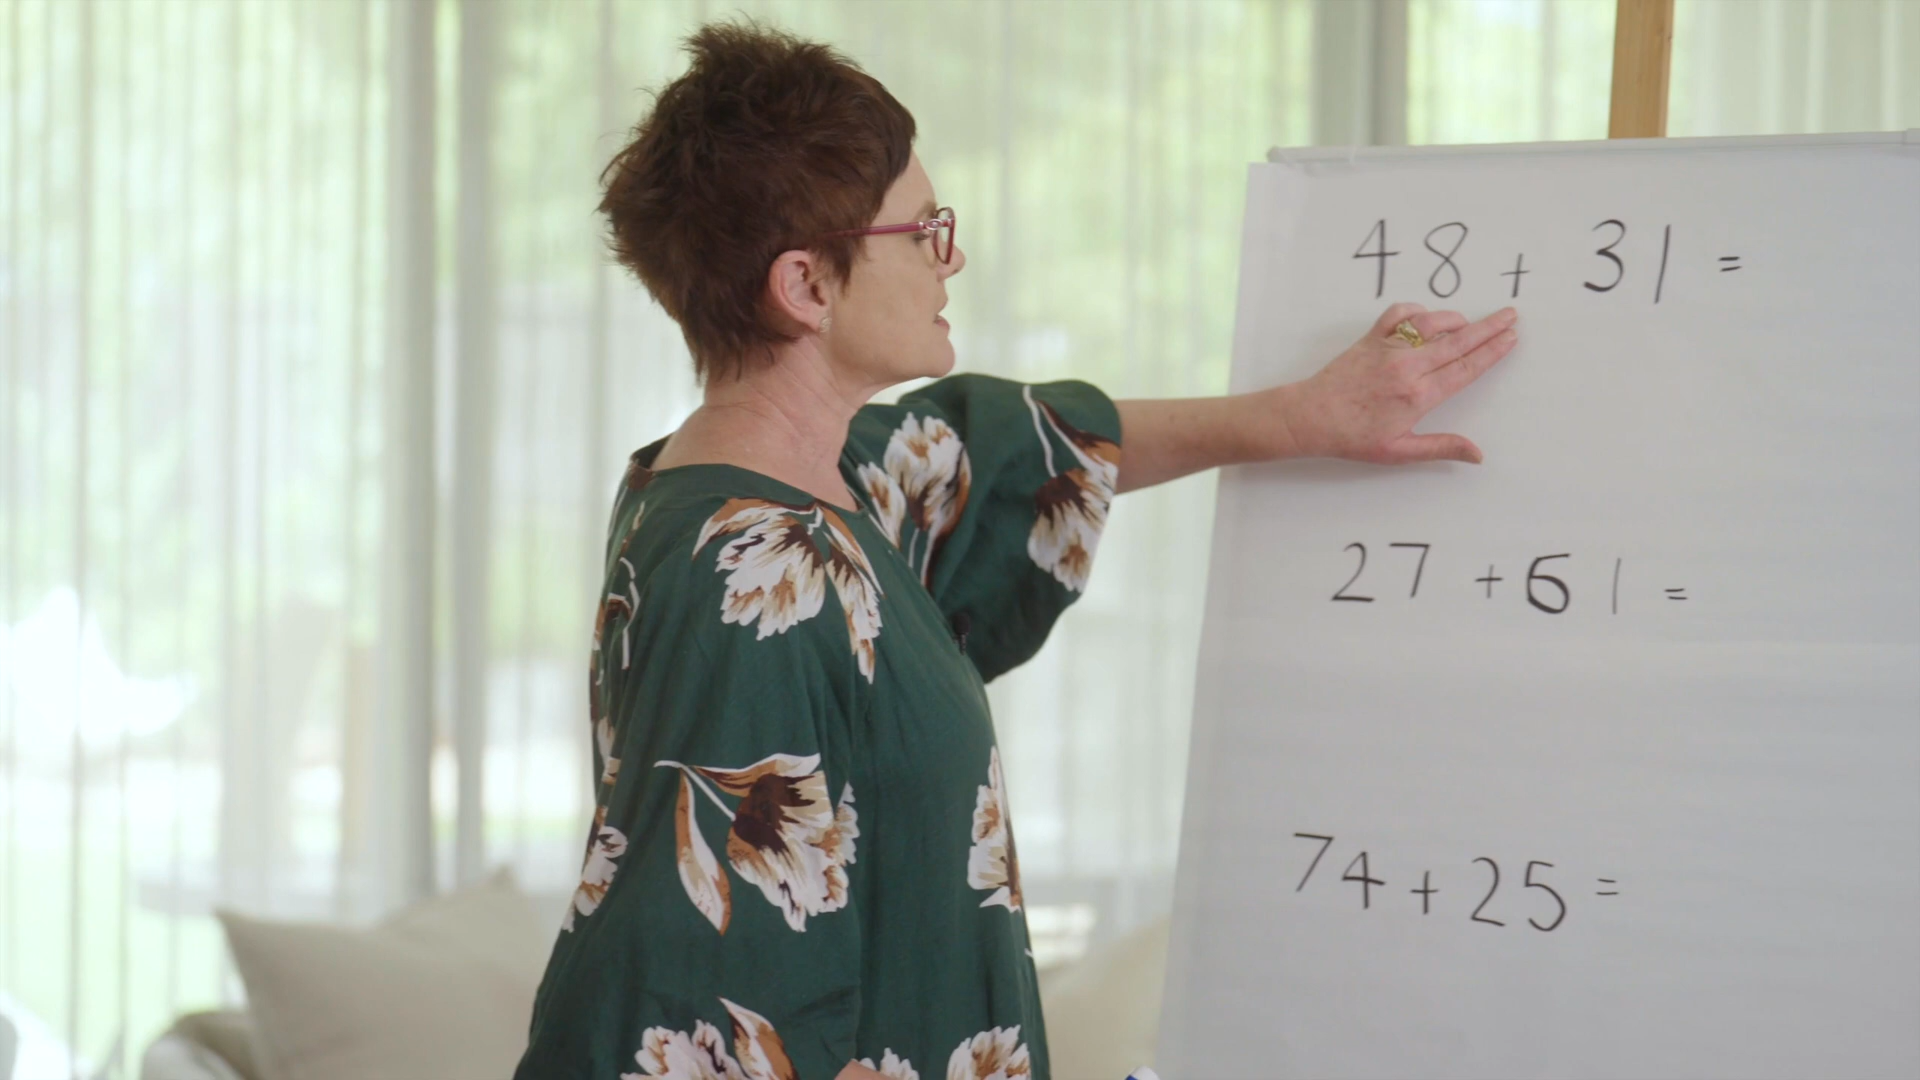 48 + 31 =
27 + 61 =
74 + 25 =